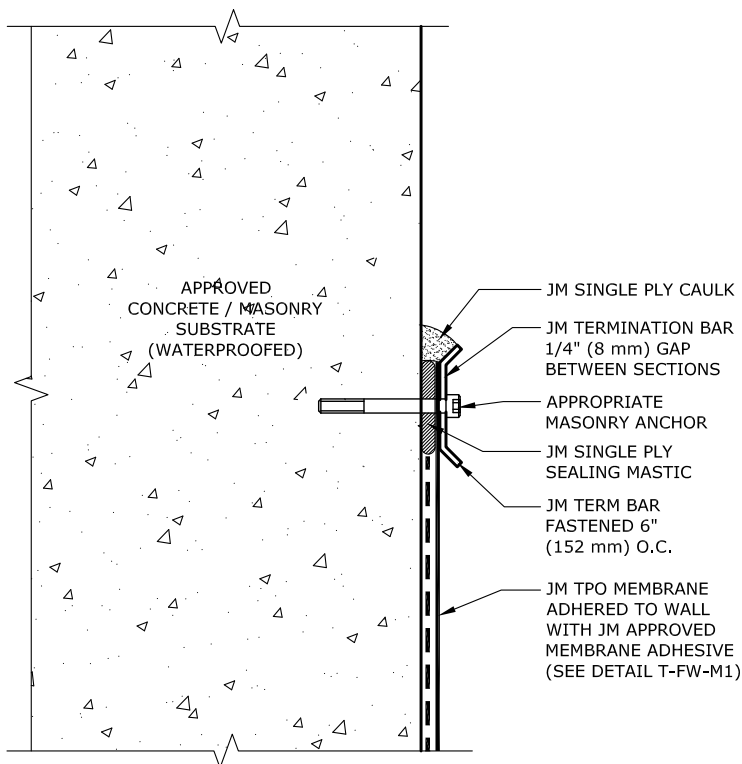 APPROVED
CONCRETE / MASONRY
SUBSTRATE
(WATERPROOFED)
JM SINGLE PLY CAULK
JM TERMINATION BAR
1/4" (8 mm) GAP
BETWEEN SECTIONS
APPROPRIATE
MASONRY ANCHOR
JM SINGLE PLY
SEALING MASTIC
JM TERM BAR
FASTENED 6"
(152 mm) O.C.
JM TPO MEMBRANE
ADHERED TO WALL
WITH JM APPROVED
MEMBRANE ADHESIVE
(SEE DETAIL T-FW-M1)